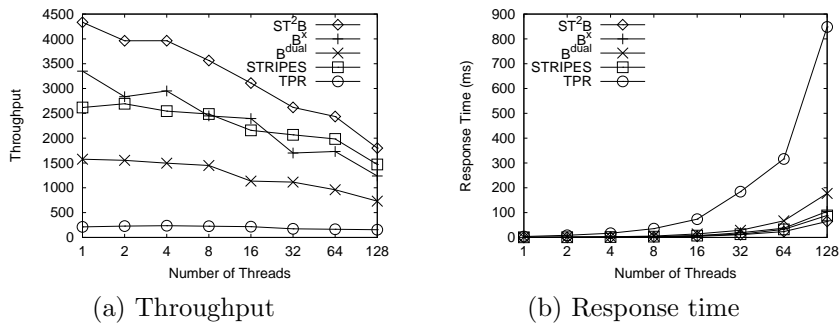 4500
4000
3500
3000
2500
2000
1500
1000
500
0
Throughput
ST²B
Bˣ
Bᵈᵘᵃˡ
STRIPES
TPR
1 2 4 8 16 32 64 128
Number of Threads
(a) Throughput
900
800
700
600
500
400
300
200
100
0
Response Time (ms)
ST²B
Bˣ
Bᵈᵘᵃˡ
STRIPES
TPR
1 2 4 8 16 32 64 128
Number of Threads
(b) Response time